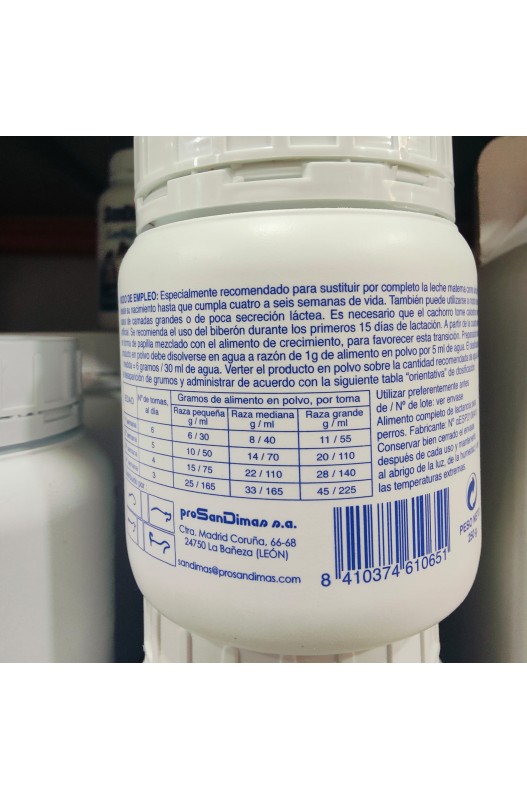 DO DE EMPLEO: Especialmente recomendado para sustituir por completo la leche materna como
su nacimiento hasta que cumpla cuatro a seis semanas de vida. También puede utilizarse
de camadas grandes o de poca secreción láctea. Es necesario que el cachorro tome
Se recomienda el uso del biberón durante los primeros 15 días de lactación. A partir de la
de papilla mezclado con el alimento de crecimiento, para favorecer esta transición.
en polvo debe disolverse en agua a razón de 1g de alimento en polvo por 5 ml de agua.
= 6 gramos / 30 ml de agua. Verter el producto en polvo sobre la cantidad recomendada de
de grumos y administrar de acuerdo con la siguiente tabla "orientativa" de dosificación
EDAD Nº de tomas, al día Gramos de alimento en polvo, por toma
Raza pequeña g / ml Raza mediana g / ml Raza grande g / ml
6 6 / 30 8 / 40 11 / 55
5 10 / 50 14 / 70 20 / 110
4 15 / 75 22 / 110 28 / 140
3 25 / 165 33 / 165 45 / 225
Utilizar preferentemente antes
de / Nº de lote: ver envase
Alimento completo de lactancia para
perros. Fabricante: Nº
Conservar bien cerrado el envase
después de cada uso y mantener
al abrigo de la luz, de la humedad
las temperaturas extremas.
por
proSanDimas s.a.
Ctra. Madrid Coruña, 66-68
24750 La Bañeza (LEÓN)
sandimas@prosandimas.com
8 410374 610651
PESO NETO
250 g